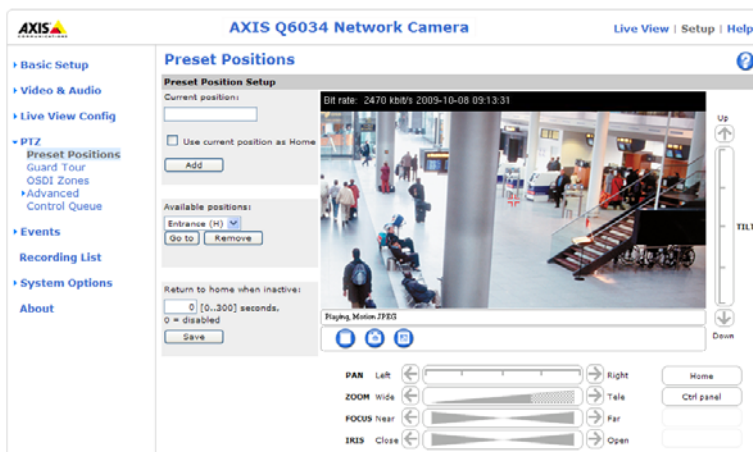 AXIS
COMMUNICATIONS
AXIS Q6034 Network Camera
Live View | Setup | Help
Basic Setup
Video & Audio
Live View Config
PTZ
Preset Positions
Guard Tour
OSDI Zones
Advanced
Control Queue
Events
Recording List
System Options
About
Preset Positions
?
Preset Position Setup
Current position:
Use current position as Home
Add
Available positions:
Entrance (H)
Go to Remove
Return to home when inactive:
0 [0..300] seconds.
0 = disabled
Save
Bit rate: 2470 kbit/s 2009-10-08 09:13:31
Playing, Motion JPEG
Up
TILT
Down
PAN Left Right Home
ZOOM Wide Tele Ctrl panel
FOCUS Near Far
IRIS Close Open